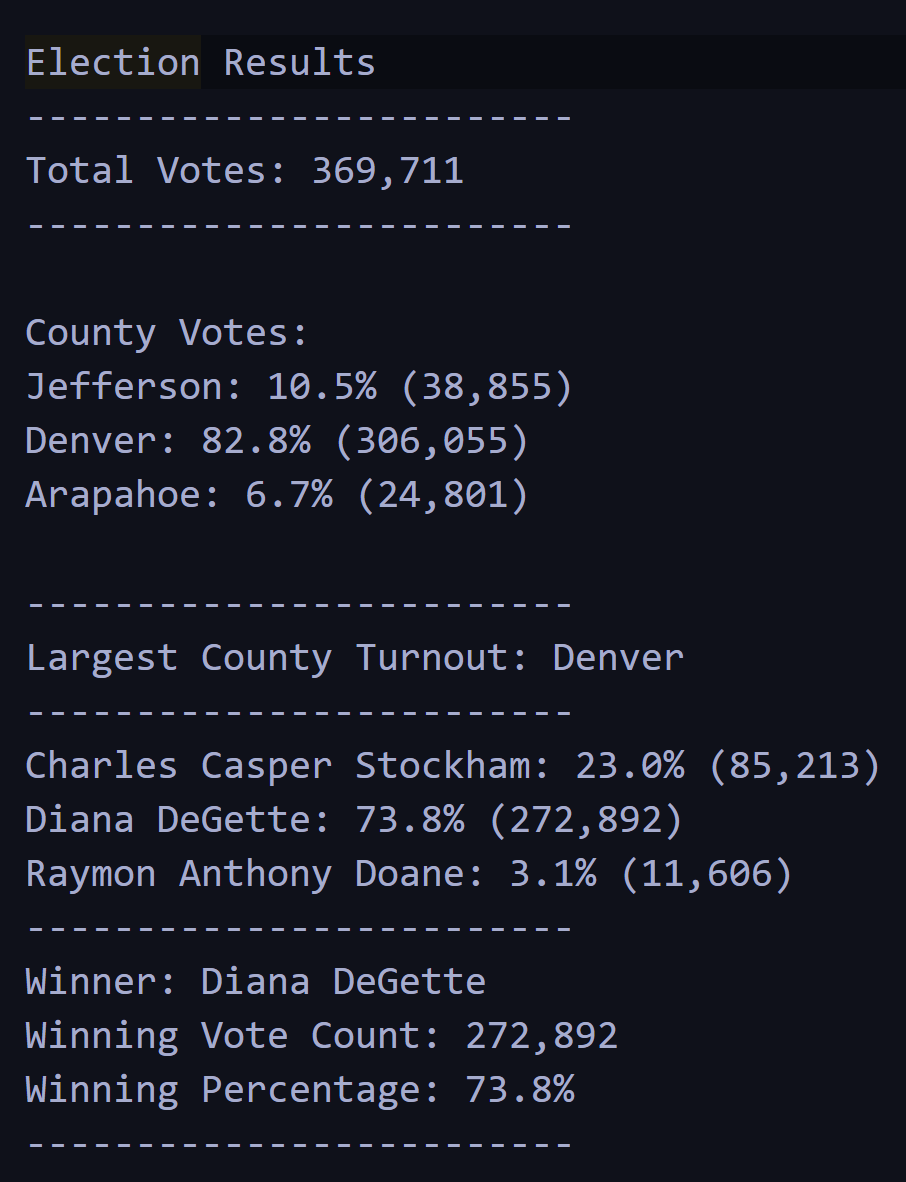 Election Results
-------------------------
Total Votes: 369,711
-------------------------
County Votes:
Jefferson: 10.5% (38,855)
Denver: 82.8% (306,055)
Arapahoe: 6.7% (24,801)
-------------------------
Largest County Turnout: Denver
-------------------------
Charles Casper Stockham: 23.0% (85,213)
Diana DeGette: 73.8% (272,892)
Raymon Anthony Doane: 3.1% (11,606)
-------------------------
Winner: Diana DeGette
Winning Vote Count: 272,892
Winning Percentage: 73.8%
-------------------------